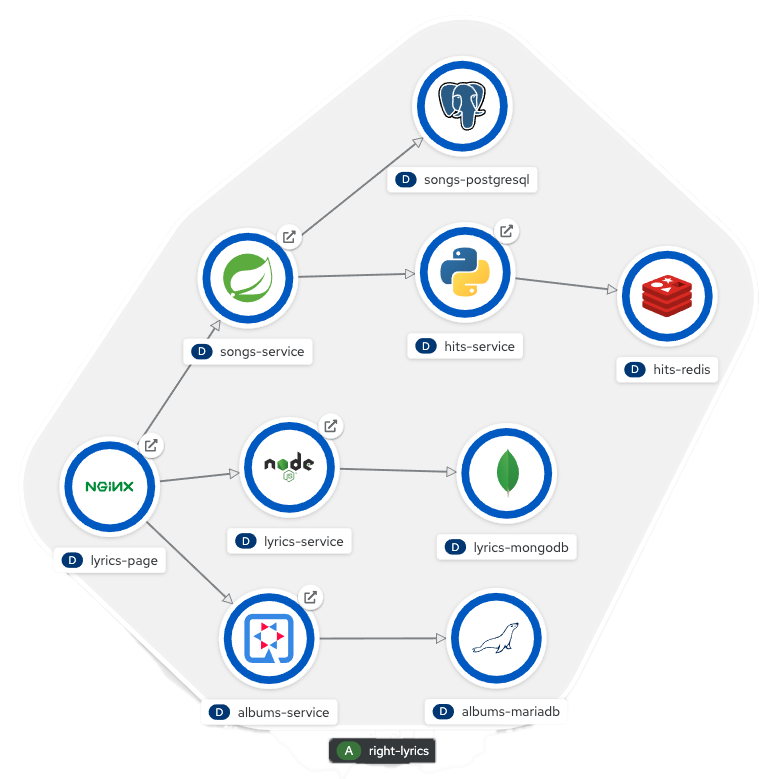 D songs-postgresql
D songs-service
D hits-service
D hits-redis
NGINX
node
JS
D lyrics-page
D lyrics-service
D lyrics-mongodb
D albums-service
D albums-mariadb
A right-lyrics